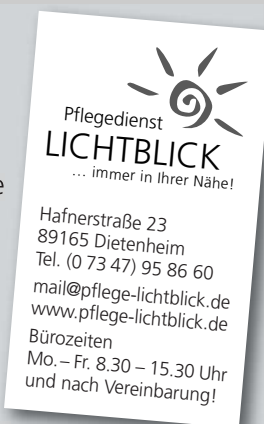 Pflegedienst
LICHTBLICK
... immer in Ihrer Nähe!
e
Hafnerstraße 23
89165 Dietenheim
Tel. (0 73 47) 95 86 60
mail@pflege-lichtblick.de
www.pflege-lichtblick.de
Bürozeiten
Mo. – Fr. 8.30 – 15.30 Uhr
und nach Vereinbarung!